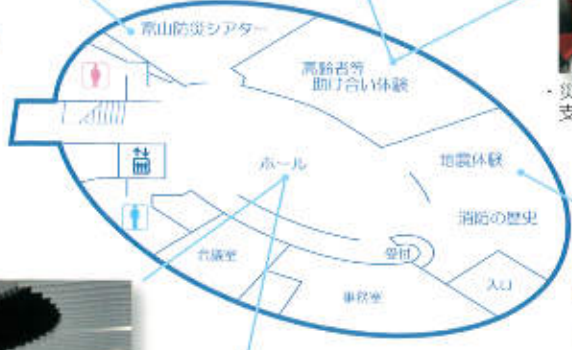 富山防災シアター
高齢者等
助け合い体験
・災
支
地震体験
ホール
消防の歴史
受付
会議室
入口
事務室